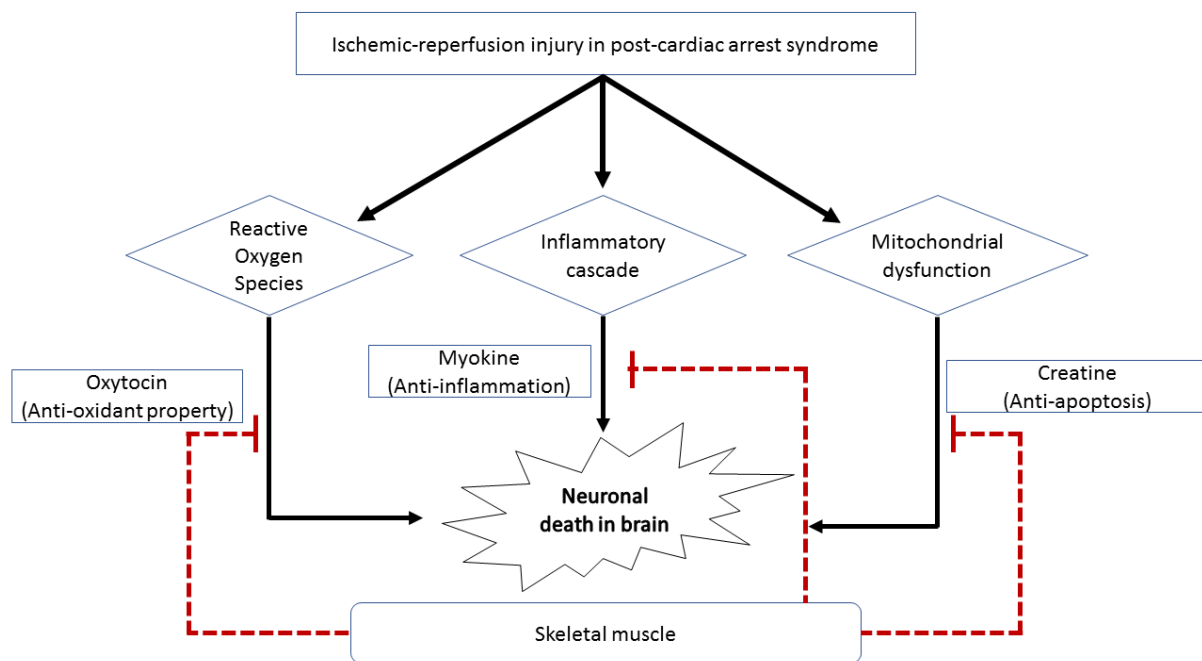 Ischemic-reperfusion injury in post-cardiac arrest syndrome
Reactive
Oxygen
Species
Inflammatory
cascade
Mitochondrial
dysfunction
Oxytocin
(Anti-oxidant property)
Myokine
(Anti-inflammation)
Creatine
(Anti-apoptosis)
Neuronal
death in brain
Skeletal muscle